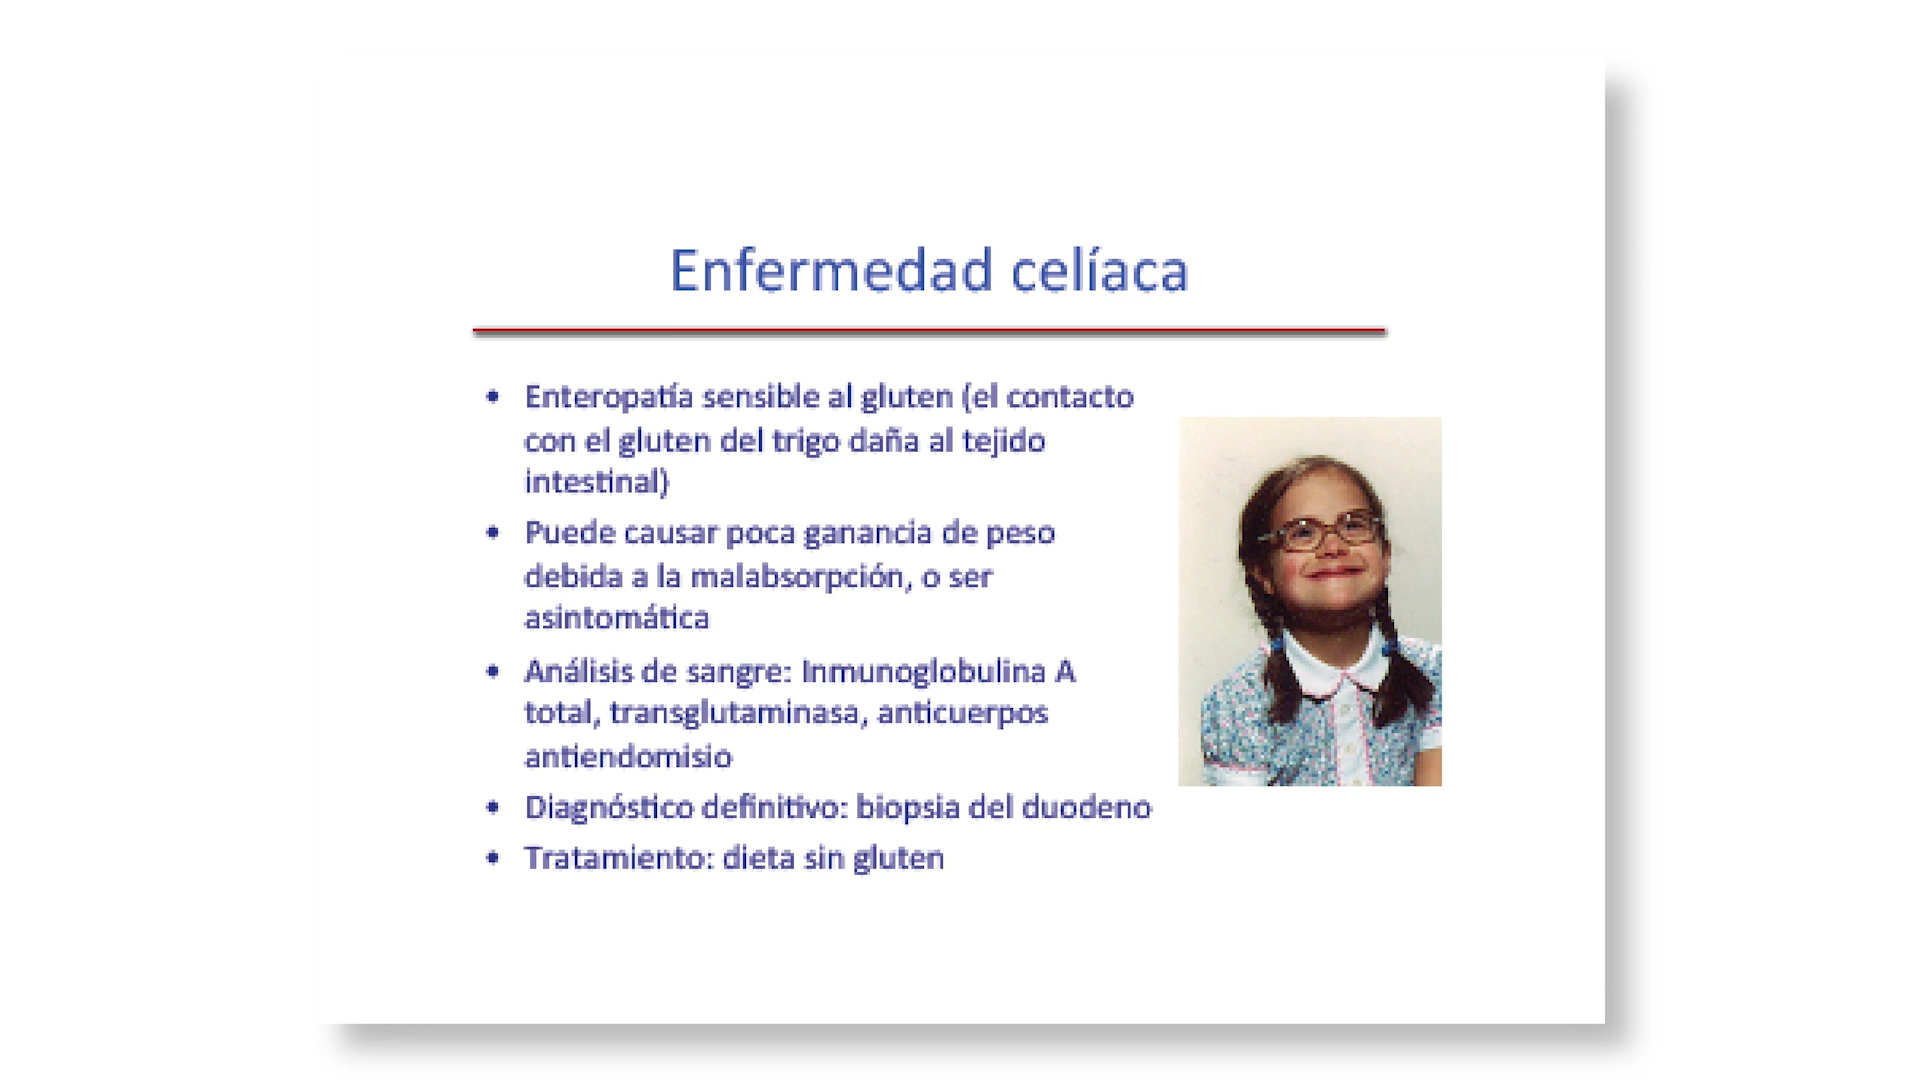 Enfermedad celíaca
• Enteropatía sensible al gluten (el contacto
con el gluten del trigo daña al tejido
intestinal)
• Puede causar poca ganancia de peso
debida a la malabsorpción, o ser
asintomática
• Análisis de sangre: Inmunoglobulina A
total, transglutaminasa, anticuerpos
antiendomisio
• Diagnóstico definitivo: biopsia del duodeno
• Tratamiento: dieta sin gluten